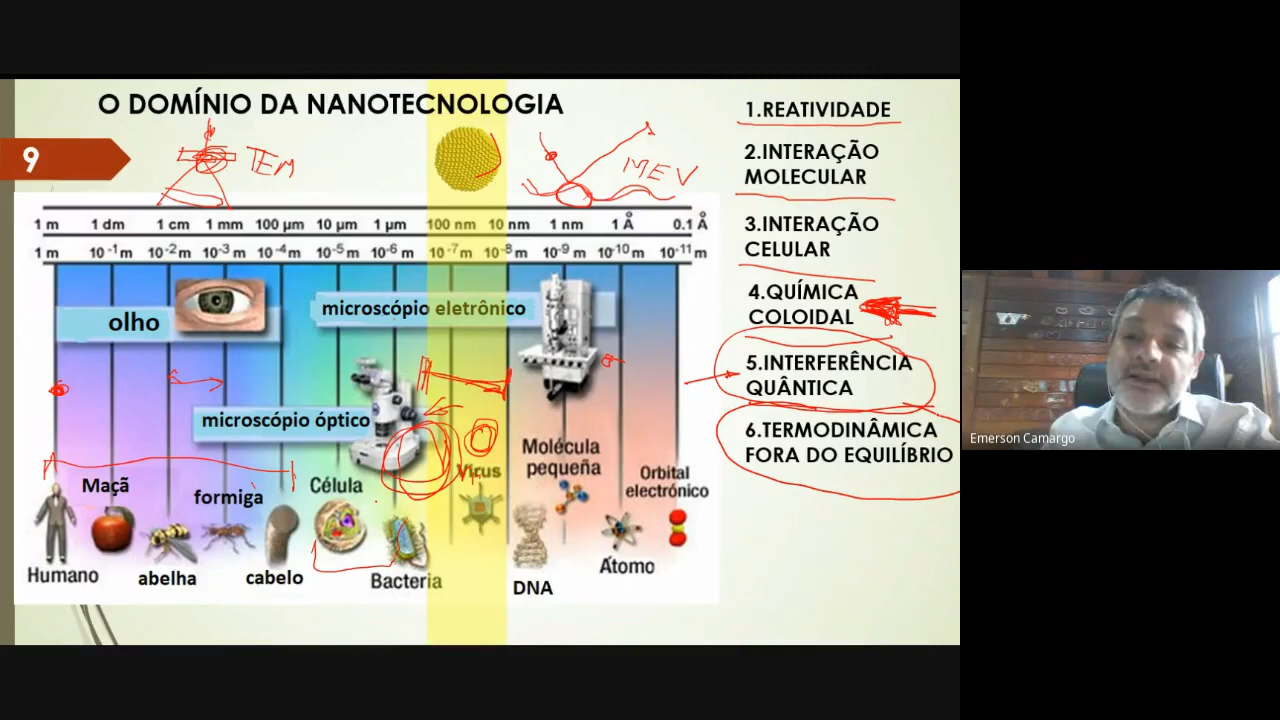 O DOMÍNIO DA NANOTECNOLOGIA
9
TEM
MEV
1 m 1 dm 1 cm 1 mm 100 µm 10 µm 1 µm 100 nm 10 nm 1 nm 1 Å 0.1 Å
1 m 10⁻¹m 10⁻² m 10⁻³ m 10⁻⁴ m 10⁻⁵ m 10⁻⁶ m 10⁻⁷ m 10⁻⁸ m 10⁻⁹ m 10⁻¹⁰ m 10⁻¹¹ m
olho
microscópio eletrônico
microscópio óptico
Maçã
formiga
Célula
Vírus
Molécula
pequeña
Orbital
electrónico
Humano
abelha
cabelo
Bacteria
DNA
Átomo
1.REATIVIDADE
2.INTERAÇÃO
MOLECULAR
3.INTERAÇÃO
CELULAR
4.QUÍMICA
COLOIDAL
5.INTERFERÊNCIA
QUÂNTICA
6.TERMODINÂMICA
FORA DO EQUILÍBRIO
Emerson Camargo